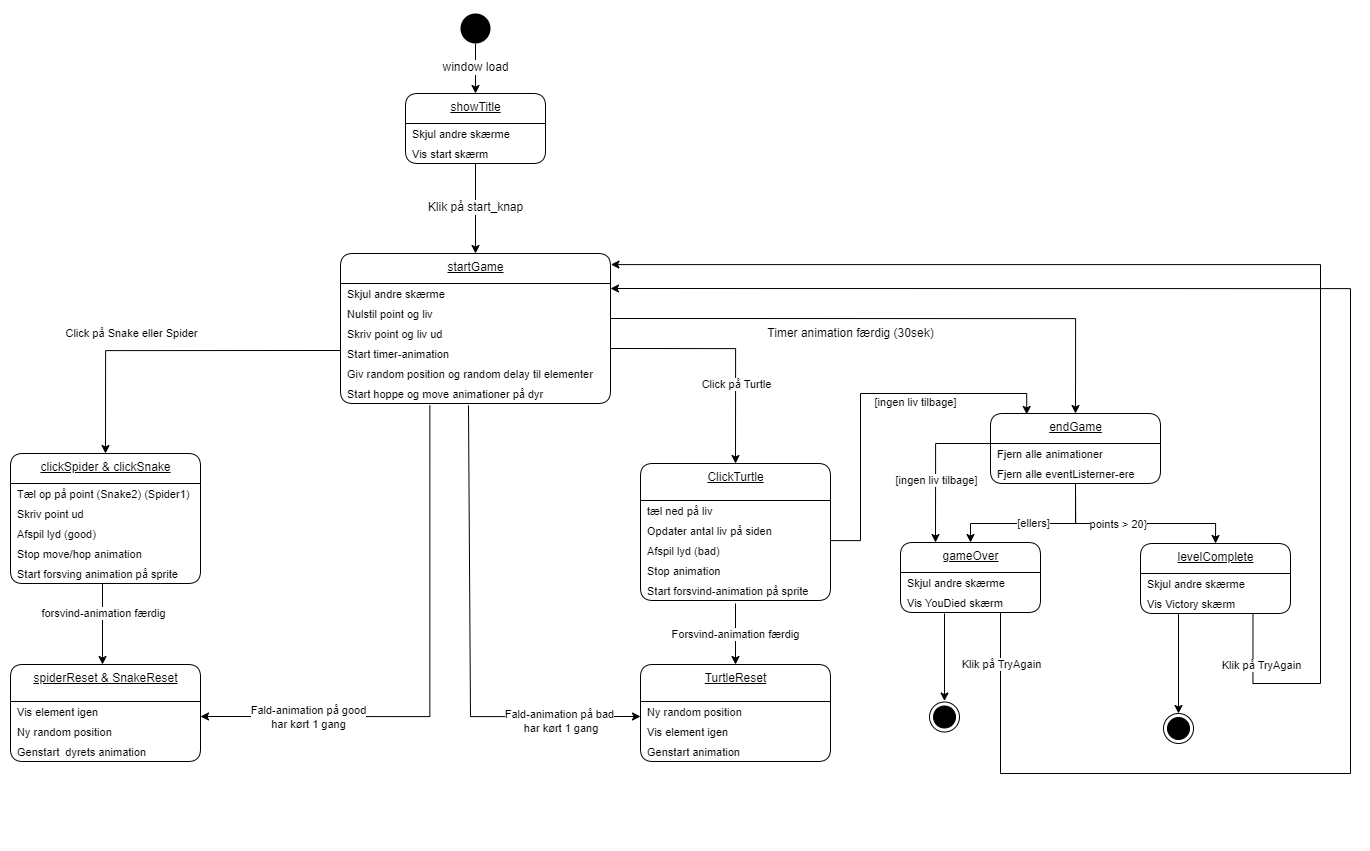 window load
showTitle
Skjul andre skærme
Vis start skærm
Klik på start_knap
startGame
Skjul andre skærme
Nulstil point og liv
Skriv point og liv ud
Start timer-animation
Giv random position og random delay til elementer
Start hoppe og move animationer på dyr
Click på Snake eller Spider
Timer animation færdig (30sek)
Click på Turtle
[ingen liv tilbage]
endGame
Fjern alle animationer
Fjern alle eventListerner-ere
clickSpider & clickSnake
Tæl op på point (Snake2) (Spider1)
Skriv point ud
Afspil lyd (good)
Stop move/hop animation
Start forsving animation på sprite
ClickTurtle
tæl ned på liv
Opdater antal liv på siden
Afspil lyd (bad)
Stop animation
Start forsvind-animation på sprite
[ingen liv tilbage]
[ellers]
points > 20}
gameOver
Skjul andre skærme
Vis YouDied skærm
levelComplete
Skjul andre skærme
Vis Victory skærm
forsvind-animation færdig
Forsvind-animation færdig
Klik på TryAgain
Klik på TryAgain
spiderReset & SnakeReset
Vis element igen
Ny random position
Genstart  dyrets animation
Fald-animation på good
har kørt 1 gang
Fald-animation på bad
har kørt 1 gang
TurtleReset
Ny random position
Vis element igen
Genstart animation